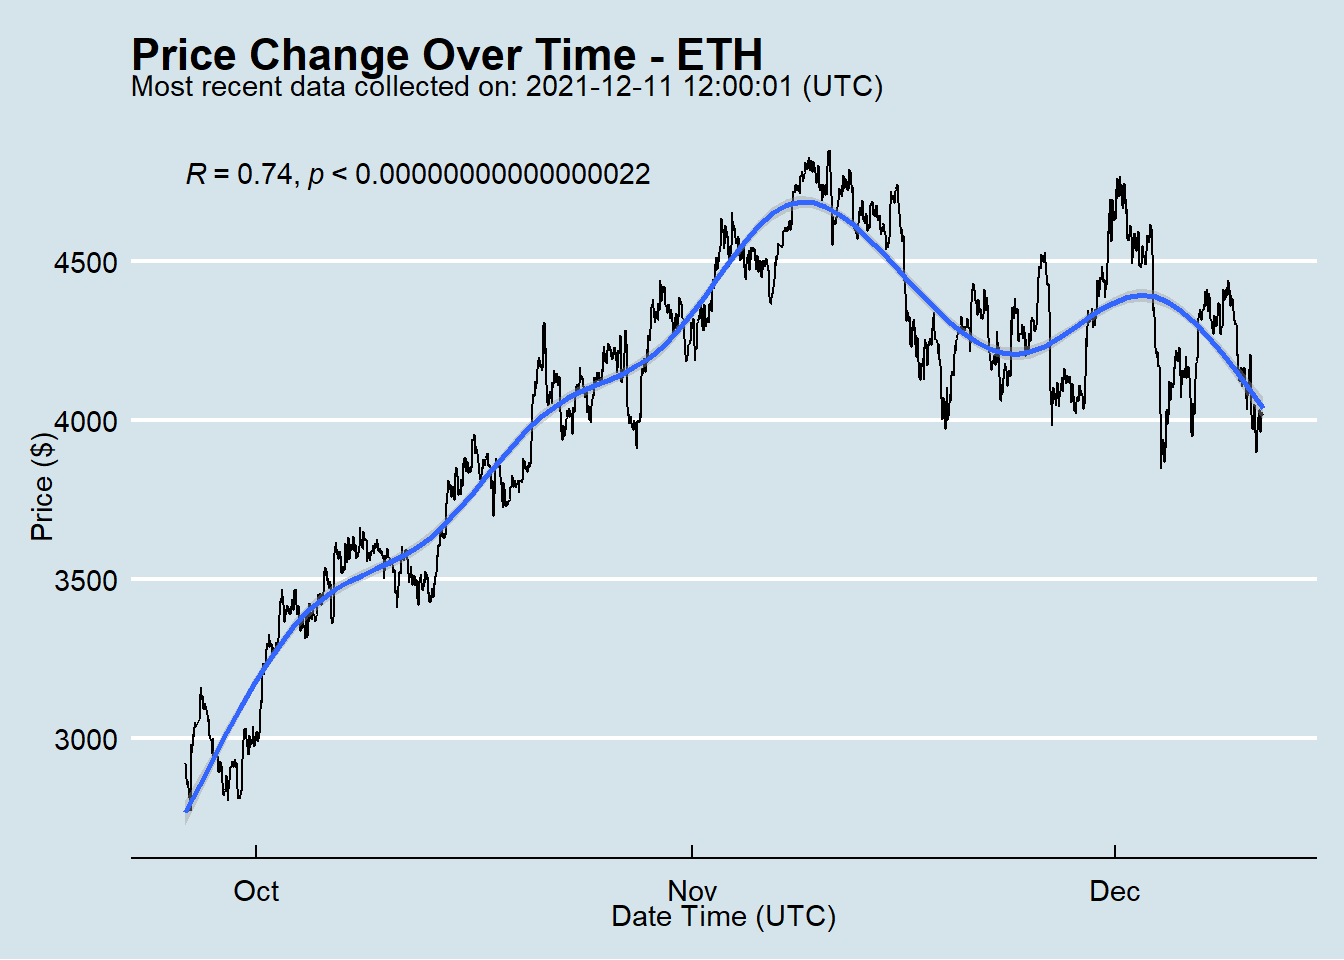 Price Change Over Time - ETH
Most recent data collected on: 2021-12-11 12:00:01 (UTC)
R = 0.74, p < 0.00000000000000022
4500
4000
3500
3000
Price ($)
Oct Nov Dec
Date Time (UTC)